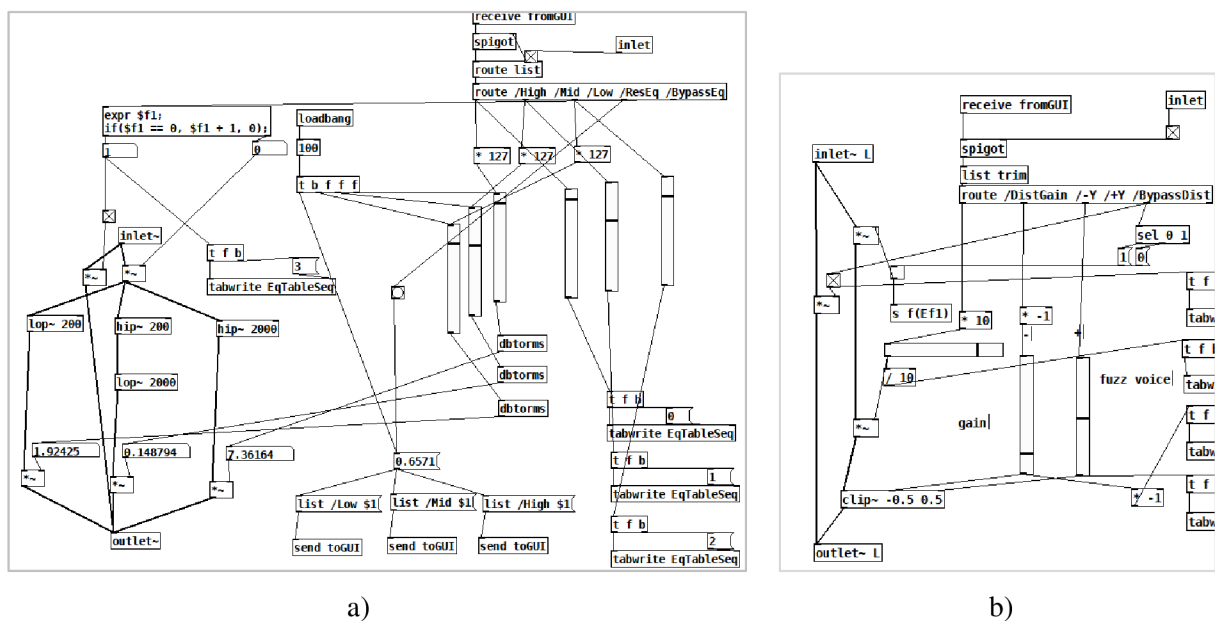 receive fromGUI
spigot
inlet
route list
route /High /Mid /Low /ResEq /BypassEq
expr $f1;
if($f1 == 0, $f1 + 1, 0);
loadbang
1
0
100
* 127
* 127
* 127
t b f f f
inlet~
*~
*~
t f b
3
tabwrite EqTableSeq
lop~ 200
hip~ 200
hip~ 2000
dbtorms
lop~ 2000
dbtorms
dbtorms
t f b
0
tabwrite EqTableSeq
1.92425
0.148794
7.36164
0.6571
t f b
1
tabwrite EqTableSeq
*~
*~
*~
list /Low $1
list /Mid $1
list /High $1
t f b
2
tabwrite EqTableSeq
outlet~
send toGUI
send toGUI
send toGUI
a)
receive fromGUI
inlet
inlet~ L
spigot
list trim
route /DistGain /-Y /+Y /BypassDist
*~
sel 0 1
1
0
t f
*~
s f(Ef1)
* 10
* -1
tabw
-
+
t f b
/ 10
fuzz voice
tabw
gain
*~
t f
tabw
clip~ -0.5 0.5
* -1
t f
tabw
outlet~ L
b)